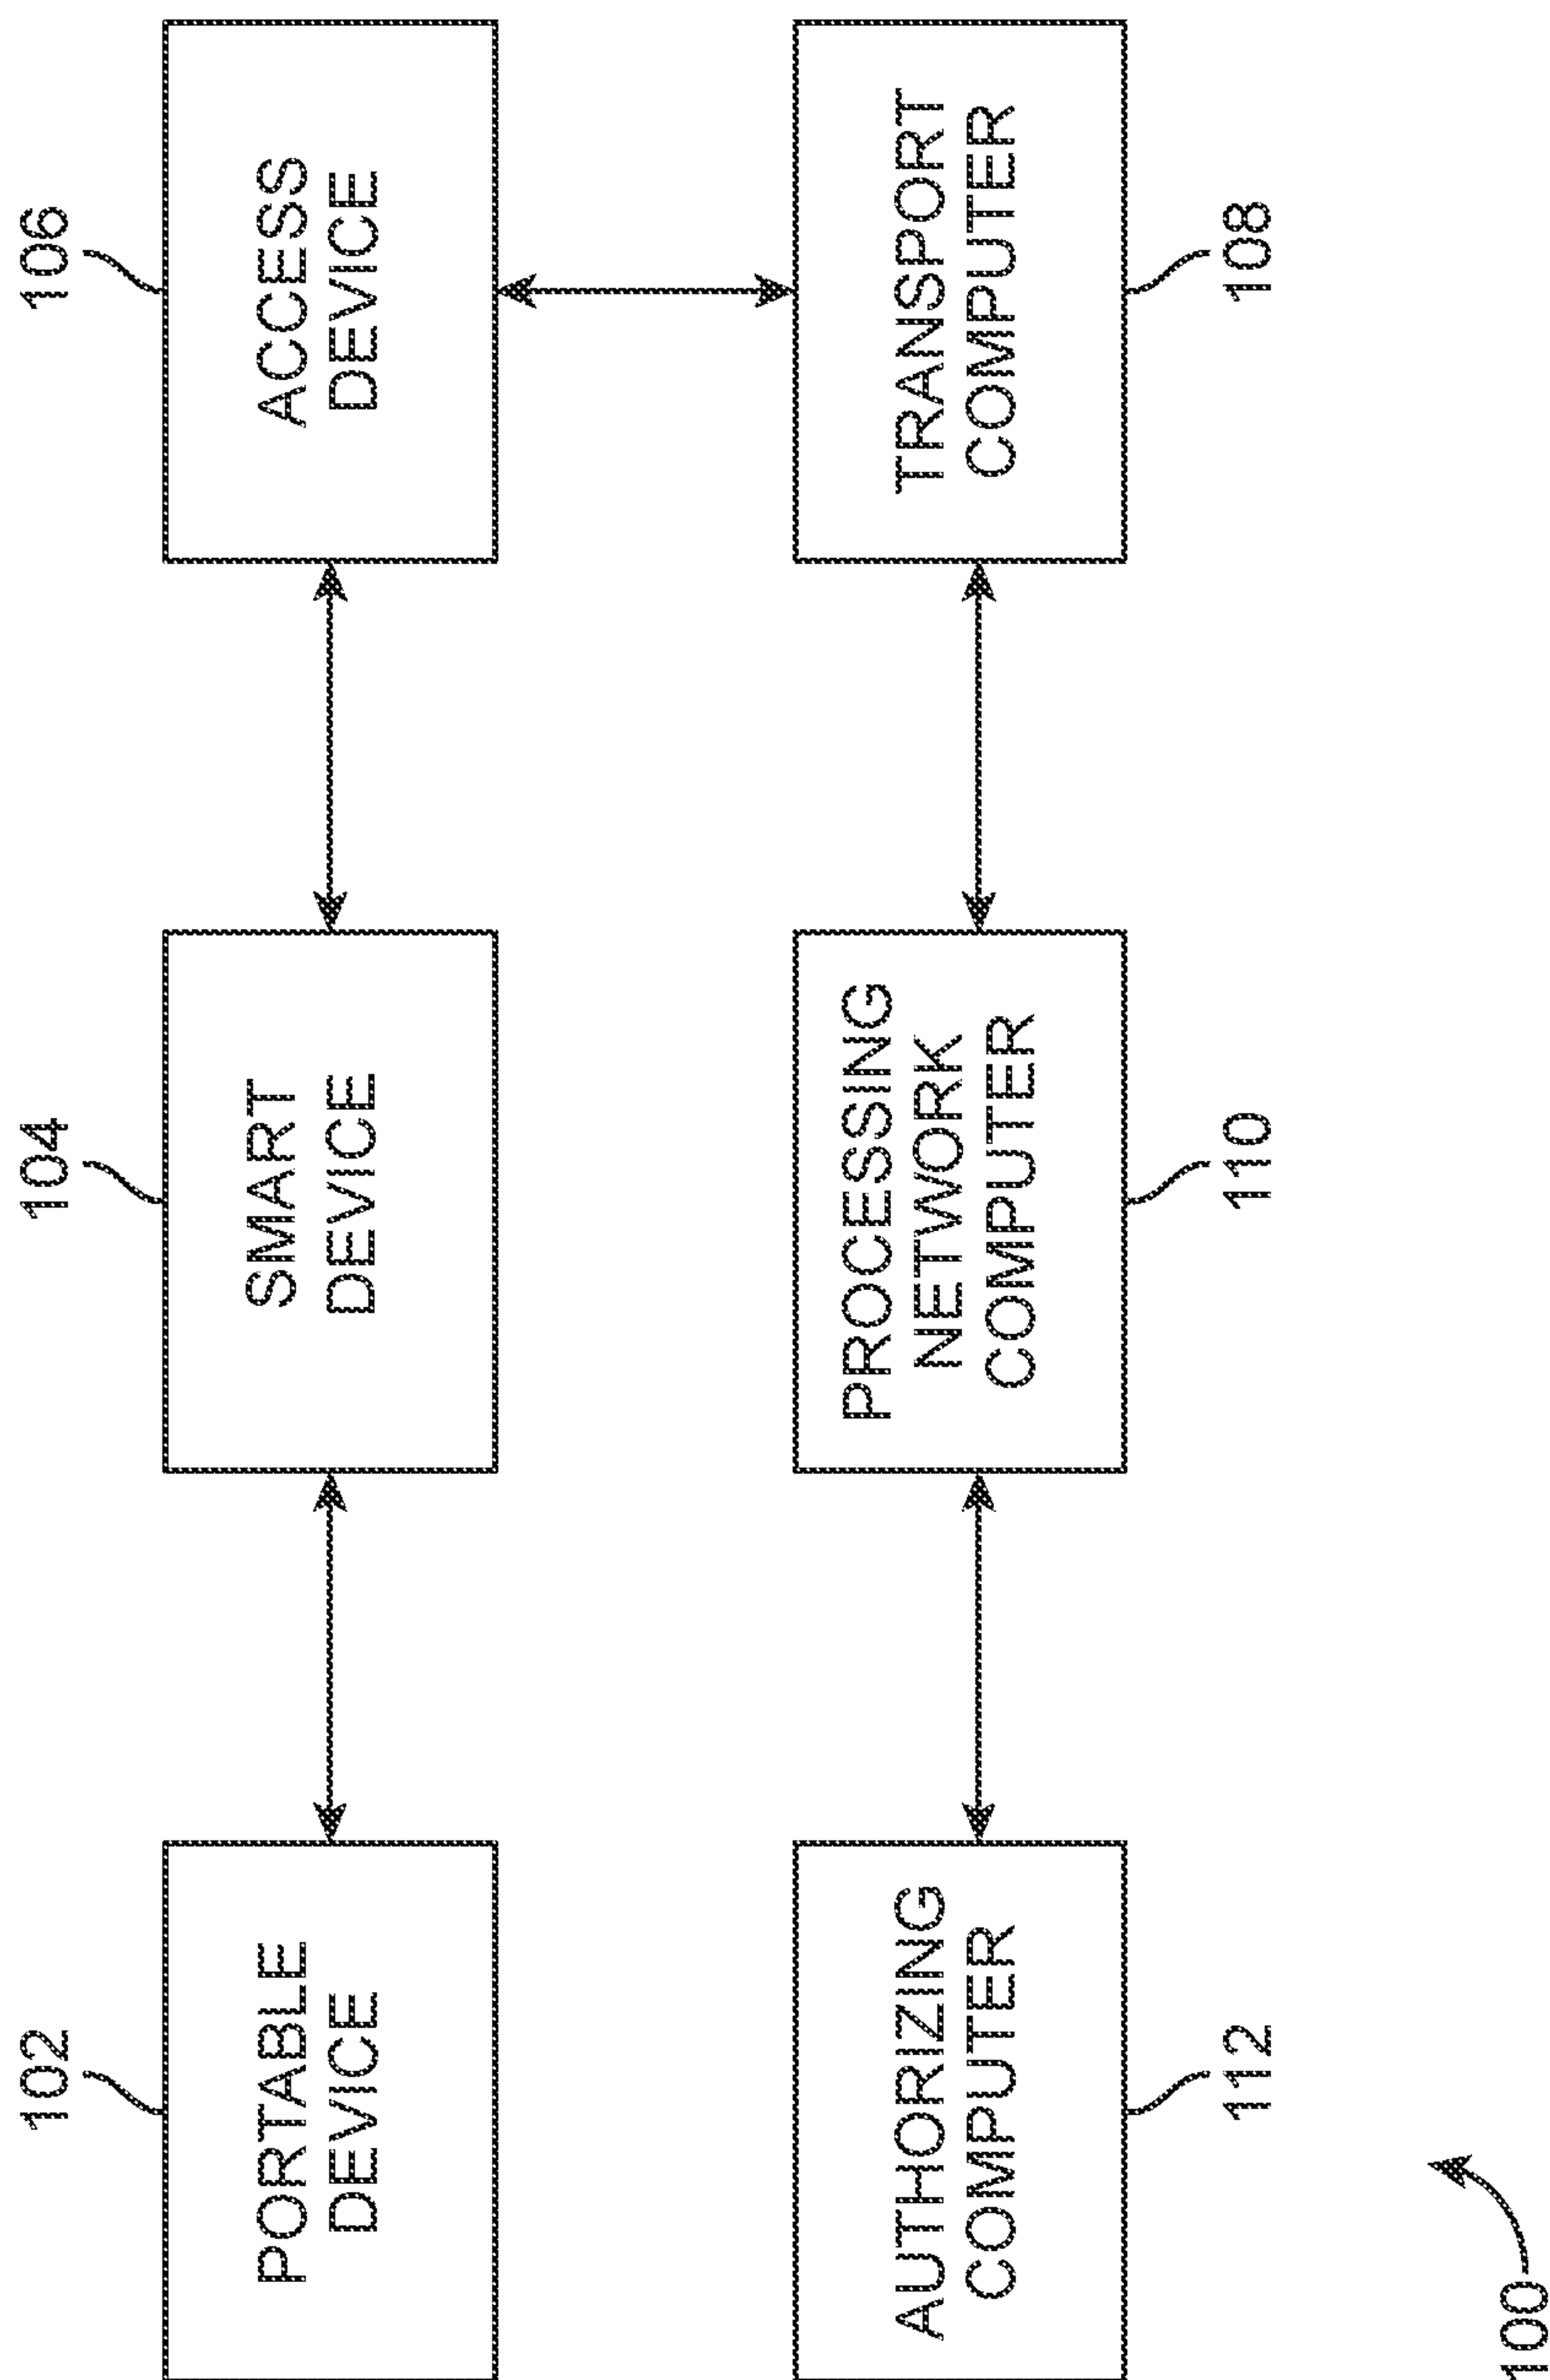 102
104
106
PORTABLE
DEVICE
SMART
DEVICE
ACCESS
DEVICE
AUTHORIZING
COMPUTER
PROCESSING
NETWORK
COMPUTER
TRANSPORT
COMPUTER
112
110
108
100